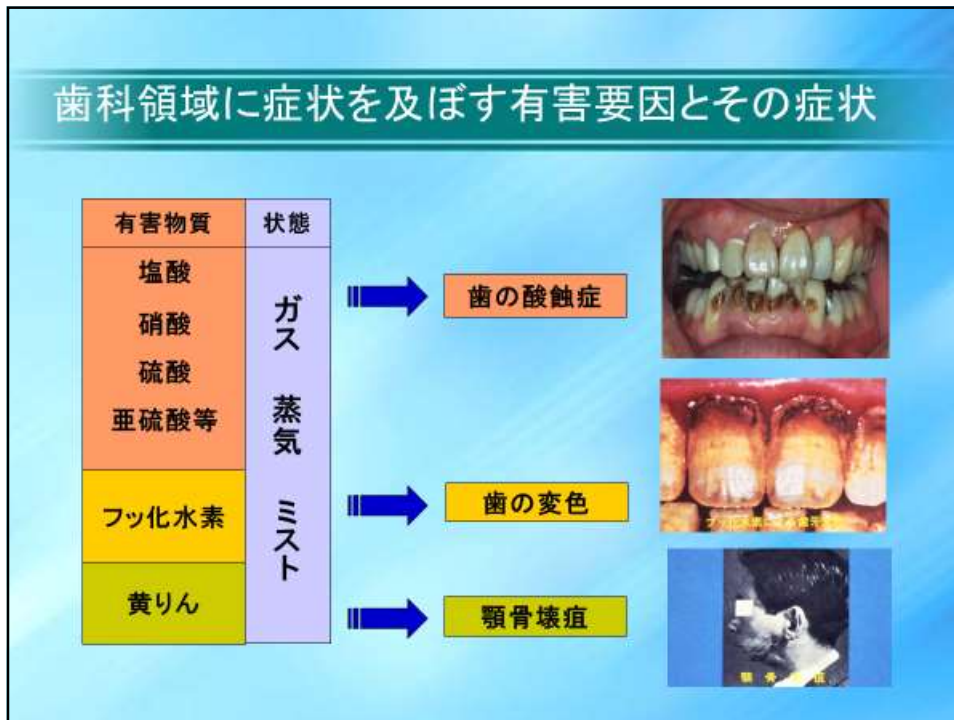 歯科領域に症状を及ぼす有害要因とその症状
有害物質
状態
塩酸
硝酸
硫酸
亜硫酸等
フッ化水素
黄りん
ガス
蒸気
ミスト
歯の酸蝕症
歯の変色
顎骨壊疽